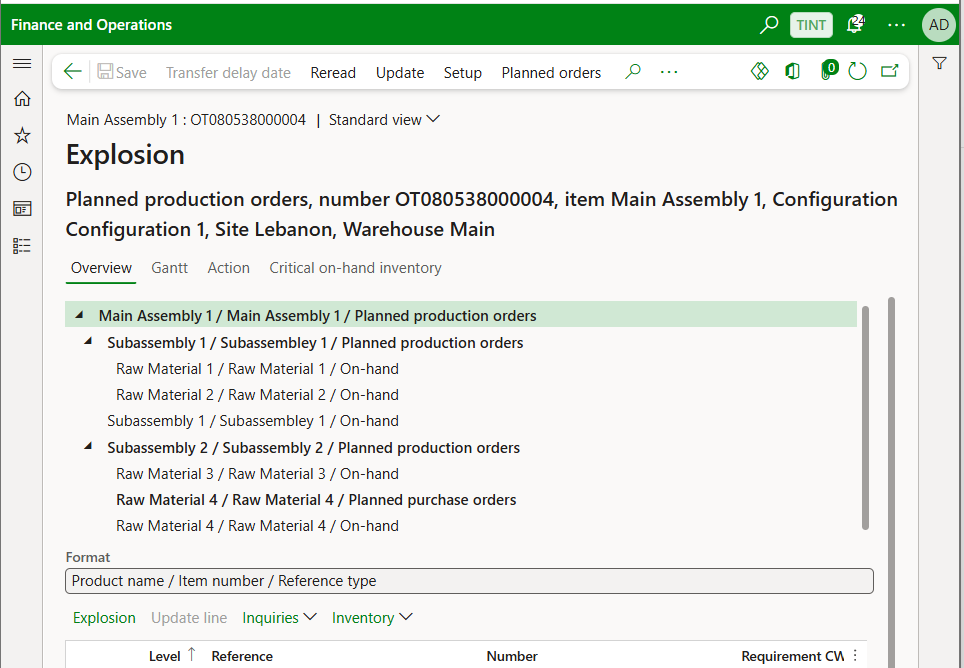 Finance and Operations
TINT
24
AD
Save Transfer delay date Reread Update Setup Planned orders
0
Main Assembly 1 : OT080538000004 | Standard view
Explosion
Planned production orders, number OT080538000004, item Main Assembly 1, Configuration
Configuration 1, Site Lebanon, Warehouse Main
Overview Gantt Action Critical on-hand inventory
Main Assembly 1 / Main Assembly 1 / Planned production orders
Subassembly 1 / Subassembley 1 / Planned production orders
Raw Material 1 / Raw Material 1 / On-hand
Raw Material 2 / Raw Material 2 / On-hand
Subassembly 1 / Subassembley 1 / On-hand
Subassembly 2 / Subassembly 2 / Planned production orders
Raw Material 3 / Raw Material 3 / On-hand
Raw Material 4 / Raw Material 4 / Planned purchase orders
Raw Material 4 / Raw Material 4 / On-hand
Format
Product name / Item number / Reference type
Explosion Update line Inquiries Inventory
Level Reference Number Requirement CW